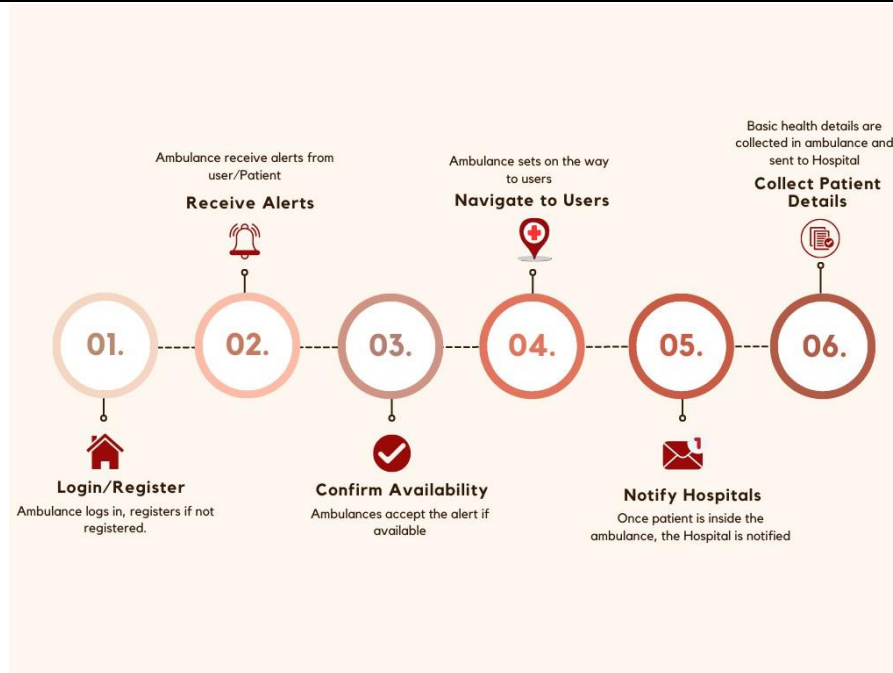 01.
Login/Register
Ambulance logs in, registers if not
registered.
Ambulance receive alerts from
user/Patient
Receive Alerts
02.
03.
Confirm Availability
Ambulances accept the alert if
available
Ambulance sets on the way
to users
Navigate to Users
04.
05.
1
Notify Hospitals
Once patient is inside the
ambulance, the Hospital is notified
Basic health details are
collected in ambulance and
sent to Hospital
Collect Patient
Details
06.